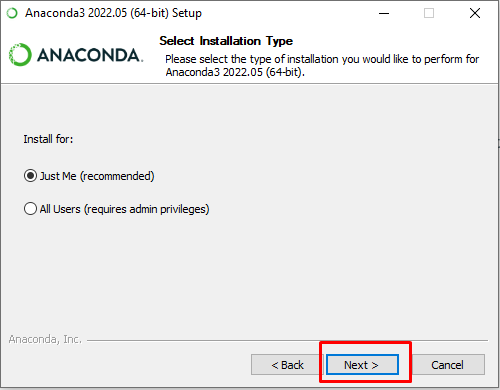 Anaconda3 2022.05 (64-bit) Setup
Select Installation Type
ANACONDA.
Please select the type of installation you would like to perform for
Anaconda3 2022.05 (64-bit).
Install for:
Just Me (recommended)
All Users (requires admin privileges)
Anaconda, Inc.
< Back
Next >
Cancel